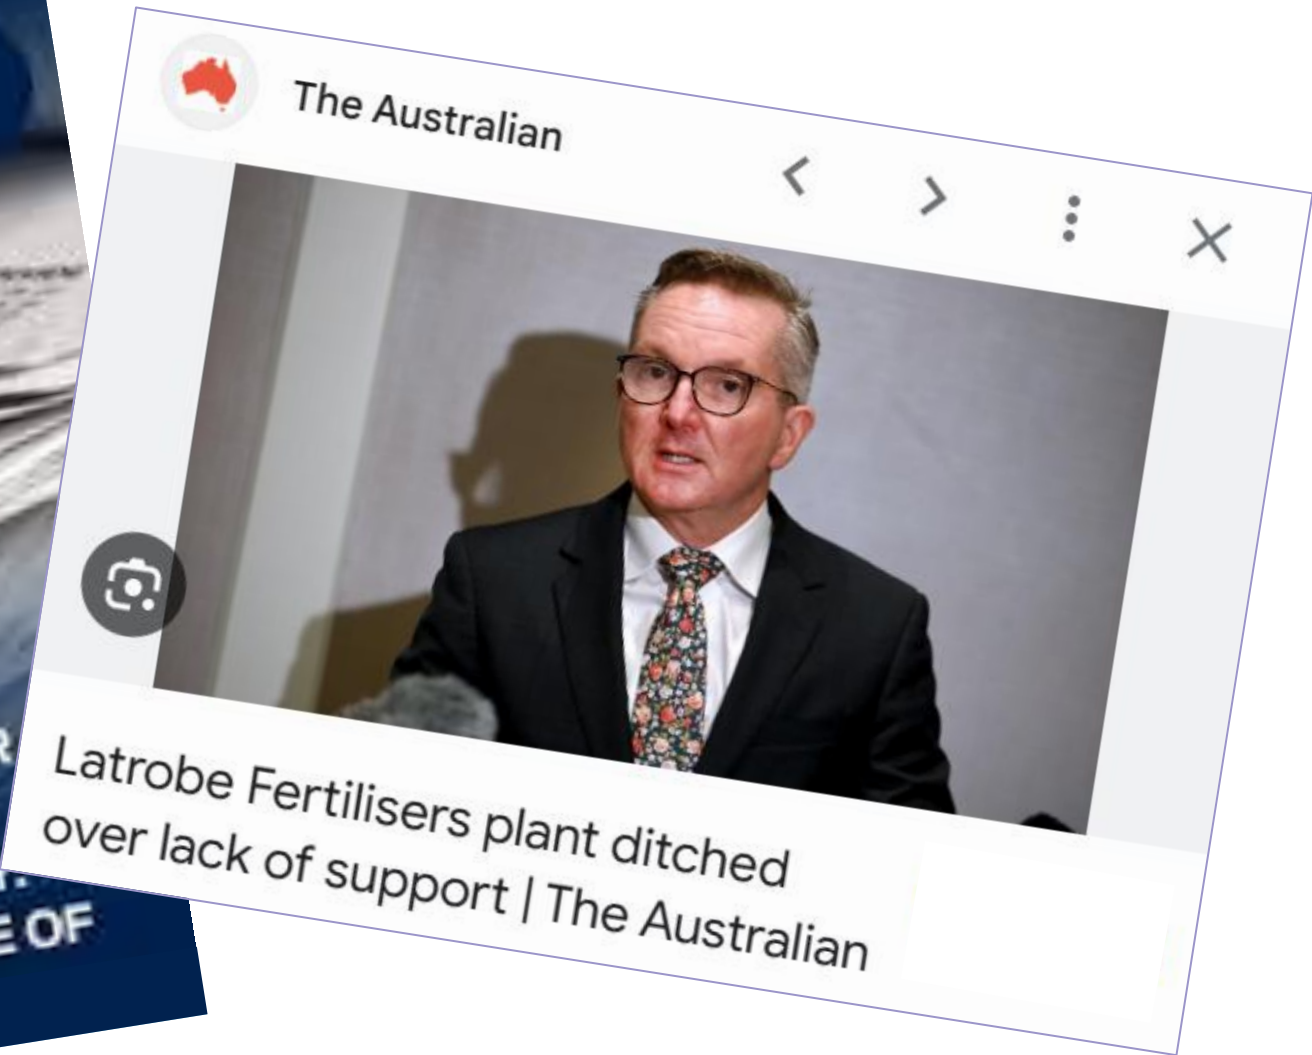 The Australian
Latrobe Fertilisers plant ditched
over lack of support | The Australian
R
E OF